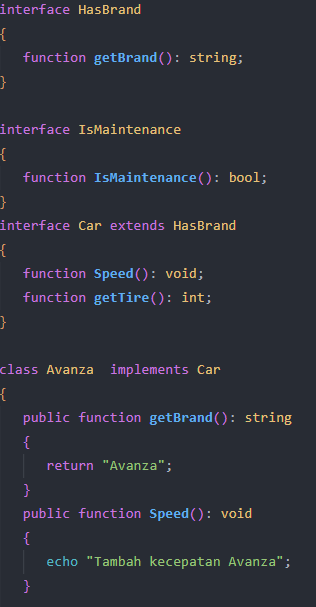 interface HasBrand
{
function getBrand(): string;
}
interface IsMaintenance
{
function IsMaintenance(): bool;
}
interface Car extends HasBrand
{
function Speed(): void;
function getTire(): int;
}
class Avanza  implements Car
{
public function getBrand(): string
{
return "Avanza";
}
public function Speed(): void
{
echo "Tambah kecepatan Avanza";
}